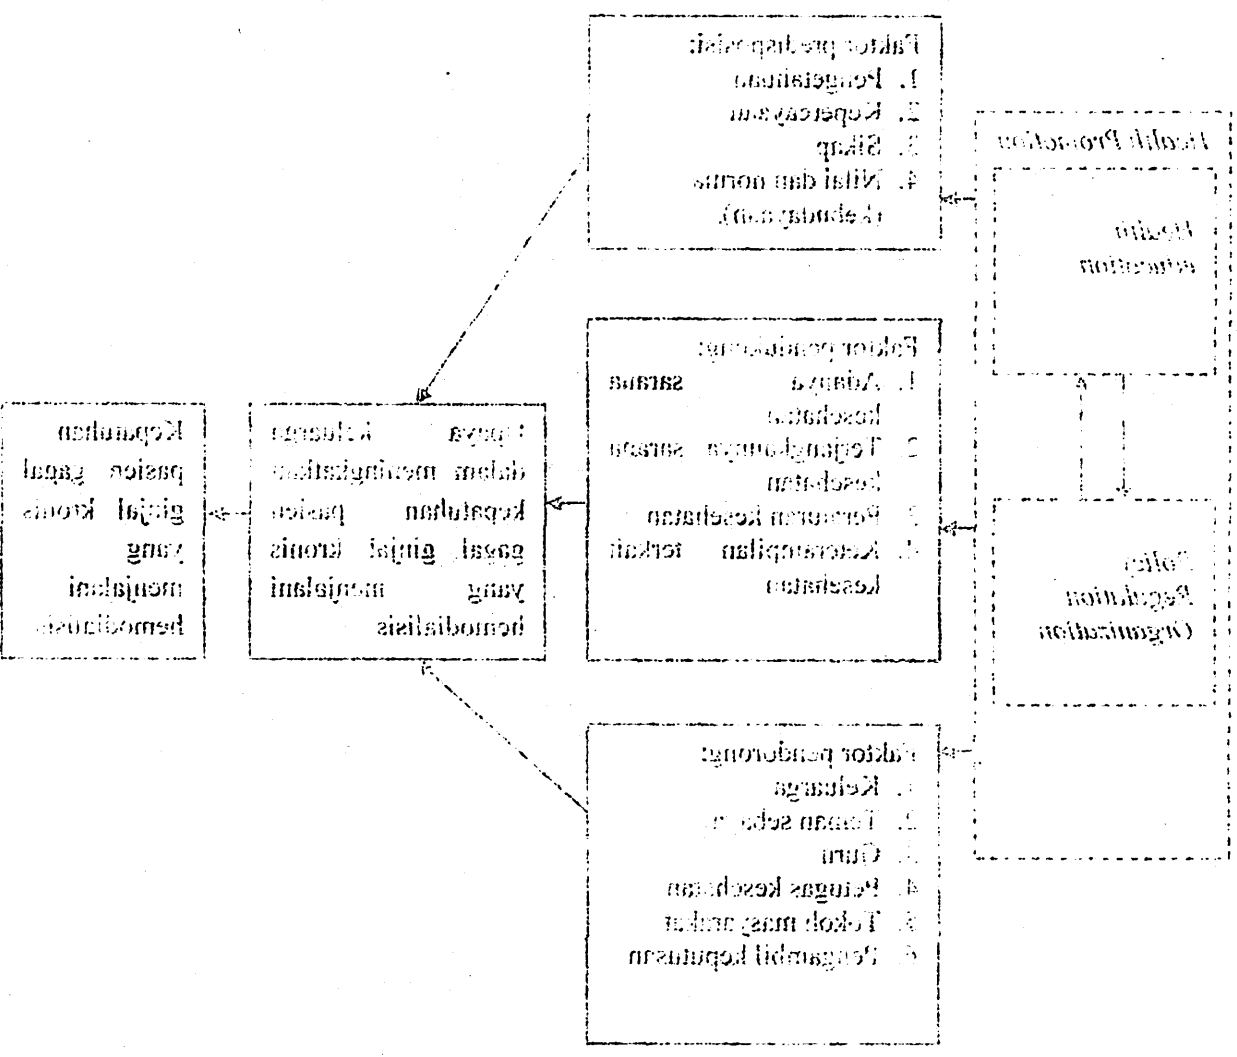 Health Promotion
Health
education
Policy
Regulation
Organization
Faktor predisposisi:
1. Pengetahuan
2. Kepercayaan
3. Sikap
4. Nilai dan norma
(kebudayaan).
Faktor pendukung:
1. Adanya sarana
kesehatan
2. Terjangkaunya sarana
kesehatan
3. Peraturan kesehatan
4. Keterampilan terkait
kesehatan
Faktor pendorong:
1. Keluarga
2. Teman sebaya
3. Guru
4. Petugas kesehatan
5. Tokoh masyarakat
6. Pengambil keputusan
Upaya keluarga
dalam meningkatkan
kepatuhan pasien
gagal ginjal kronis
yang menjalani
hemodialisis
Kepatuhan
pasien gagal
ginjal kronis
yang
menjalani
hemodialisis